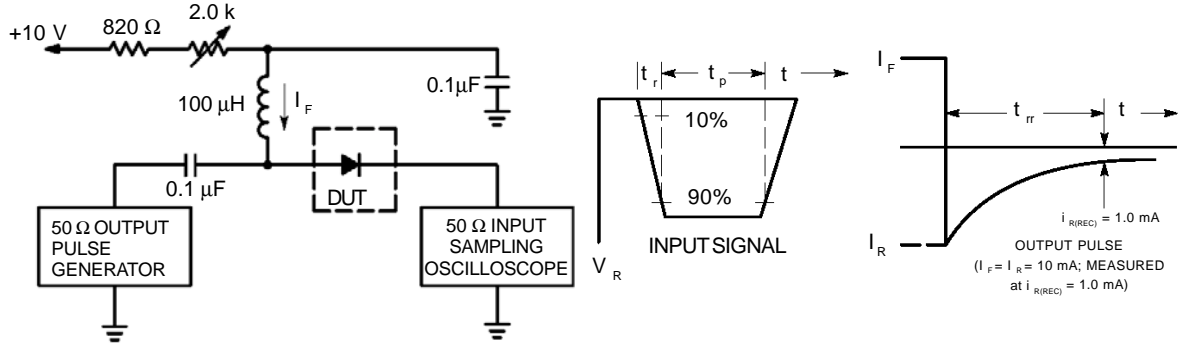 +10 V
820 Ω
2.0 k
100 μH
I F
0.1μF
0.1 μF
DUT
50 Ω OUTPUT
PULSE
GENERATOR
50 Ω INPUT
SAMPLING
OSCILLOSCOPE
t r
t p
t
10%
90%
V R
INPUT SIGNAL
I F
t rr
t
I R
i R(REC) = 1.0 mA
OUTPUT PULSE
(I F = I R = 10 mA; MEASURED
at i R(REC) = 1.0 mA)